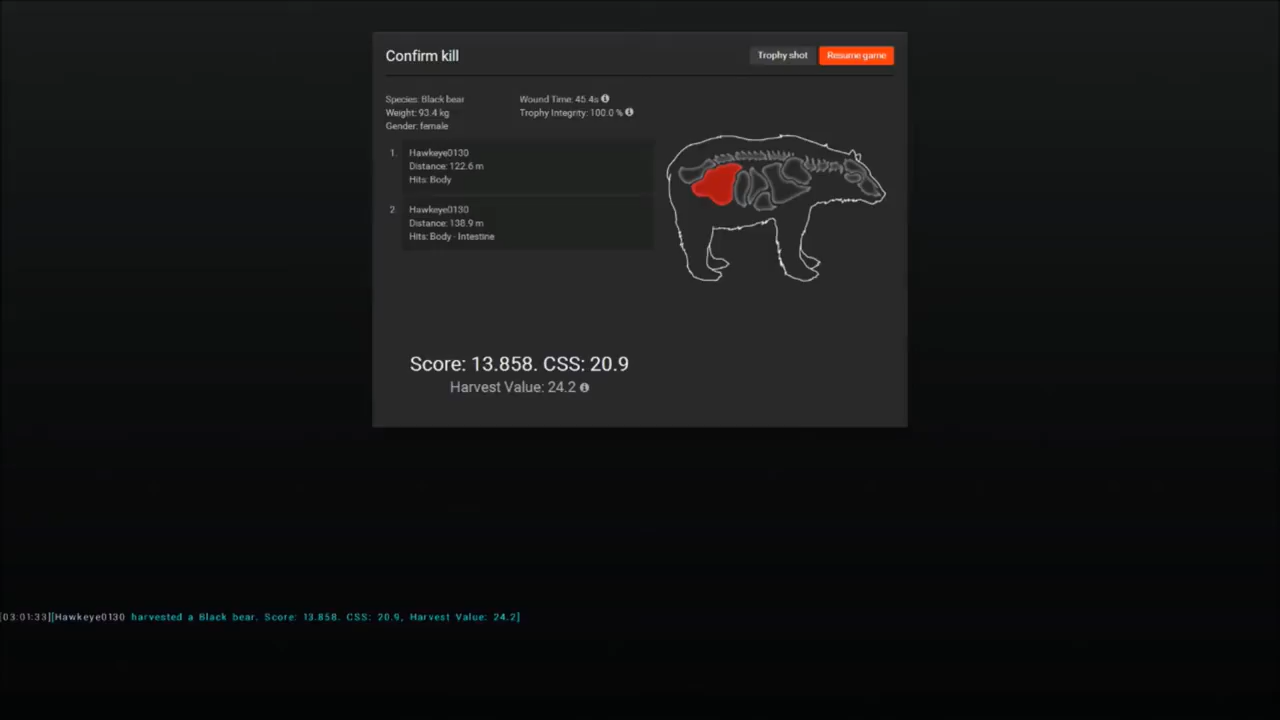 Confirm kill
Trophy shot
Resume game
Species: Black bear
Weight: 93.4 kg
Gender: female
Wound Time: 45.4s
Trophy Integrity: 100.0 %
1. Hawkeye0130
Distance: 122.6 m
Hits: Body
2. Hawkeye0130
Distance: 138.9 m
Hits: Body - Intestine
Score: 13.858. CSS: 20.9
Harvest Value: 24.2
[03:01:33][Hawkeye0130 harvested a Black bear. Score: 13.858. CSS: 20.9, Harvest Value: 24.2]